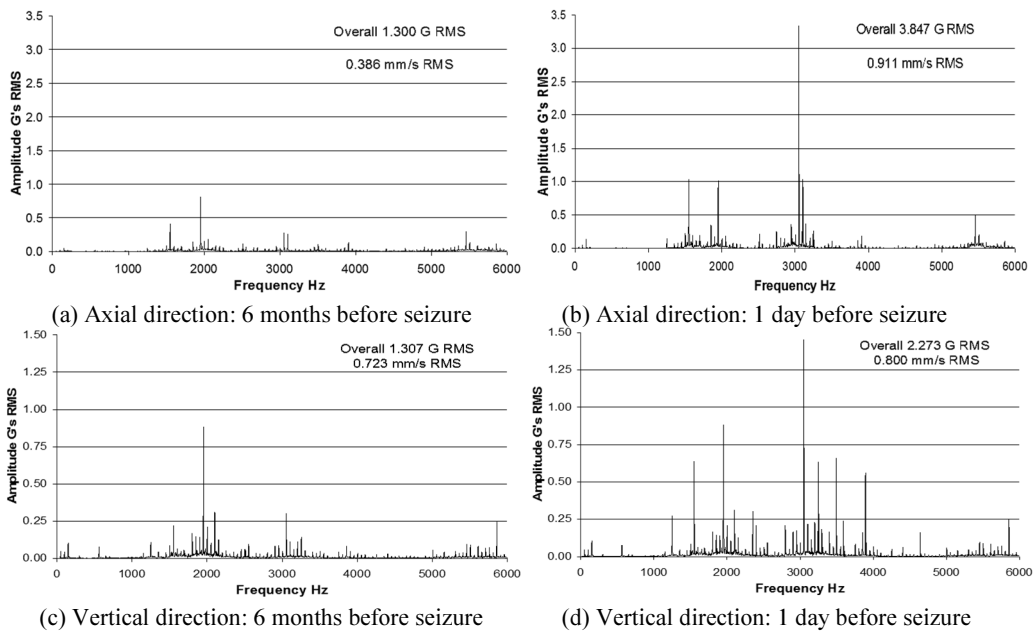 3.5
3.0
2.5
2.0
1.5
1.0
0.5
0.0
Amplitude G's RMS
Overall 1.300 G RMS
0.386 mm/s RMS
0 1000 2000 3000 4000 5000 6000
Frequency Hz
(a) Axial direction: 6 months before seizure
3.5
3.0
2.5
2.0
1.5
1.0
0.5
0.0
Amplitude G's RMS
Overall 3.847 G RMS
0.911 mm/s RMS
0 1000 2000 3000 4000 5000 6000
Frequency Hz
(b) Axial direction: 1 day before seizure
1.50
1.25
1.00
0.75
0.50
0.25
0.00
Amplitude G's RMS
Overall 1.307 G RMS
0.723 mm/s RMS
0 1000 2000 3000 4000 5000 6000
Frequency Hz
(c) Vertical direction: 6 months before seizure
1.50
1.25
1.00
0.75
0.50
0.25
0.00
Amplitude G's RMS
Overall 2.273 G RMS
0.800 mm/s RMS
0 1000 2000 3000 4000 5000 6000
Frequency Hz
(d) Vertical direction: 1 day before seizure